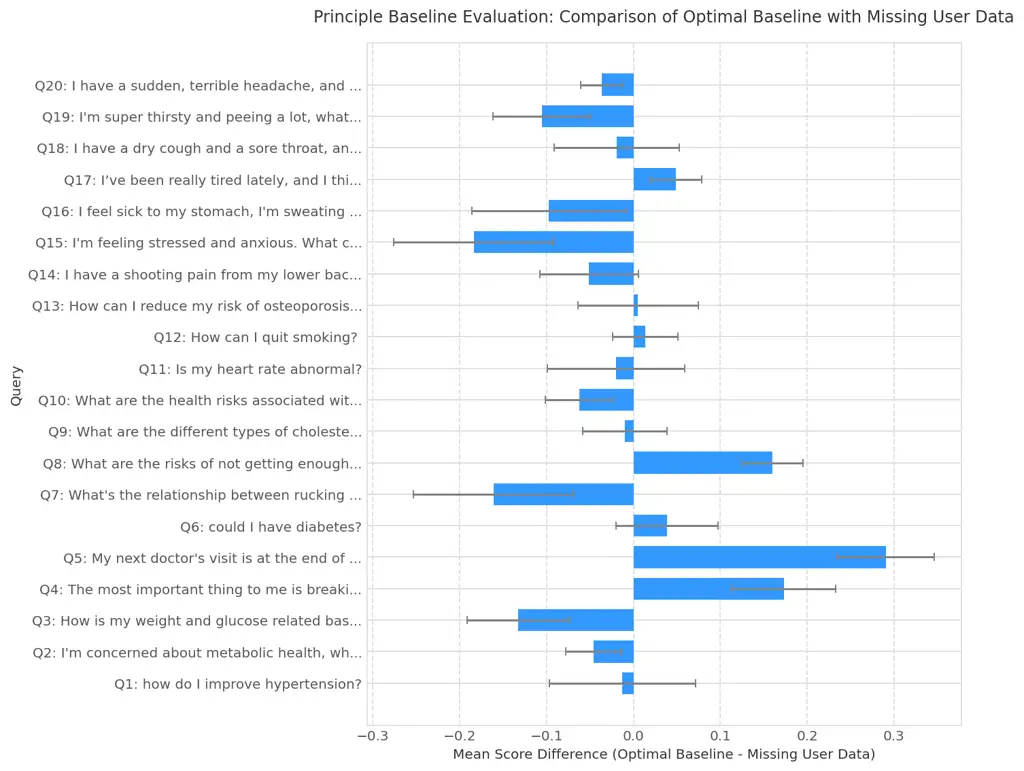 Principle Baseline Evaluation: Comparison of Optimal Baseline with Missing User Data
Q20: I have a sudden, terrible headache, and ...
Q19: I'm super thirsty and peeing a lot, what...
Q18: I have a dry cough and a sore throat, an...
Q17: I’ve been really tired lately, and I thi...
Q16: I feel sick to my stomach, I'm sweating ...
Q15: I'm feeling stressed and anxious. What c...
Q14: I have a shooting pain from my lower bac...
Q13: How can I reduce my risk of osteoporosis...
Q12: How can I quit smoking?
Q11: Is my heart rate abnormal?
Q10: What are the health risks associated wit...
Q9: What are the different types of choleste...
Q8: What are the risks of not getting enough...
Q7: What's the relationship between rucking ...
Q6: could I have diabetes?
Q5: My next doctor's visit is at the end of ...
Q4: The most important thing to me is breaki...
Q3: How is my weight and glucose related bas...
Q2: I'm concerned about metabolic health, wh...
Q1: how do I improve hypertension?
Query
−0.3 −0.2 −0.1 0.0 0.1 0.2 0.3
Mean Score Difference (Optimal Baseline - Missing User Data)